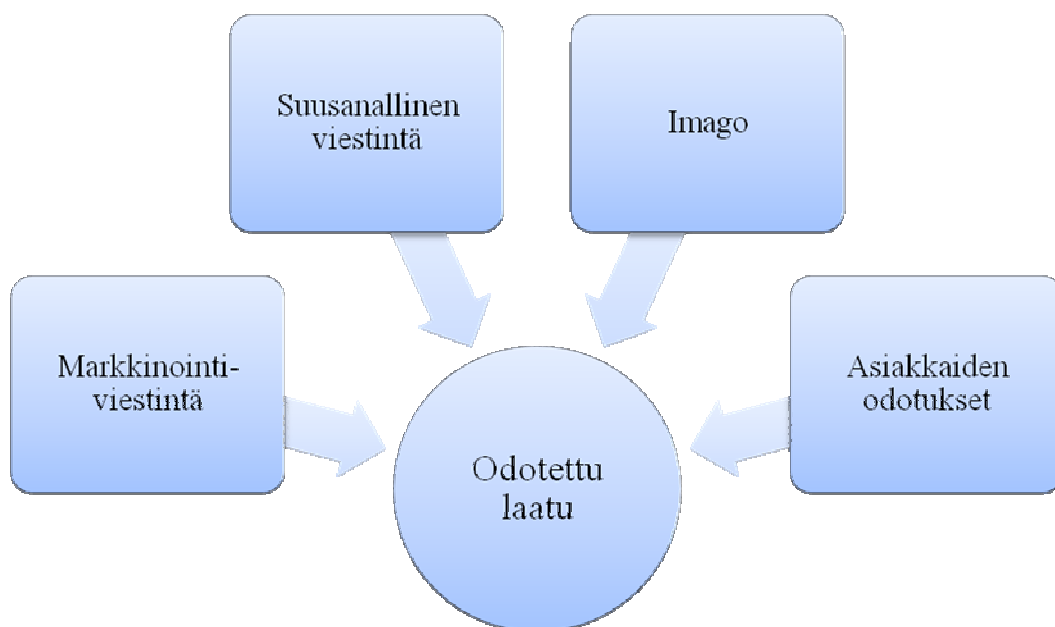 Suusanallinen
viestintä
Imago
Markkinointi-
viestintä
Asiakkaiden
odotukset
Odotettu
laatu